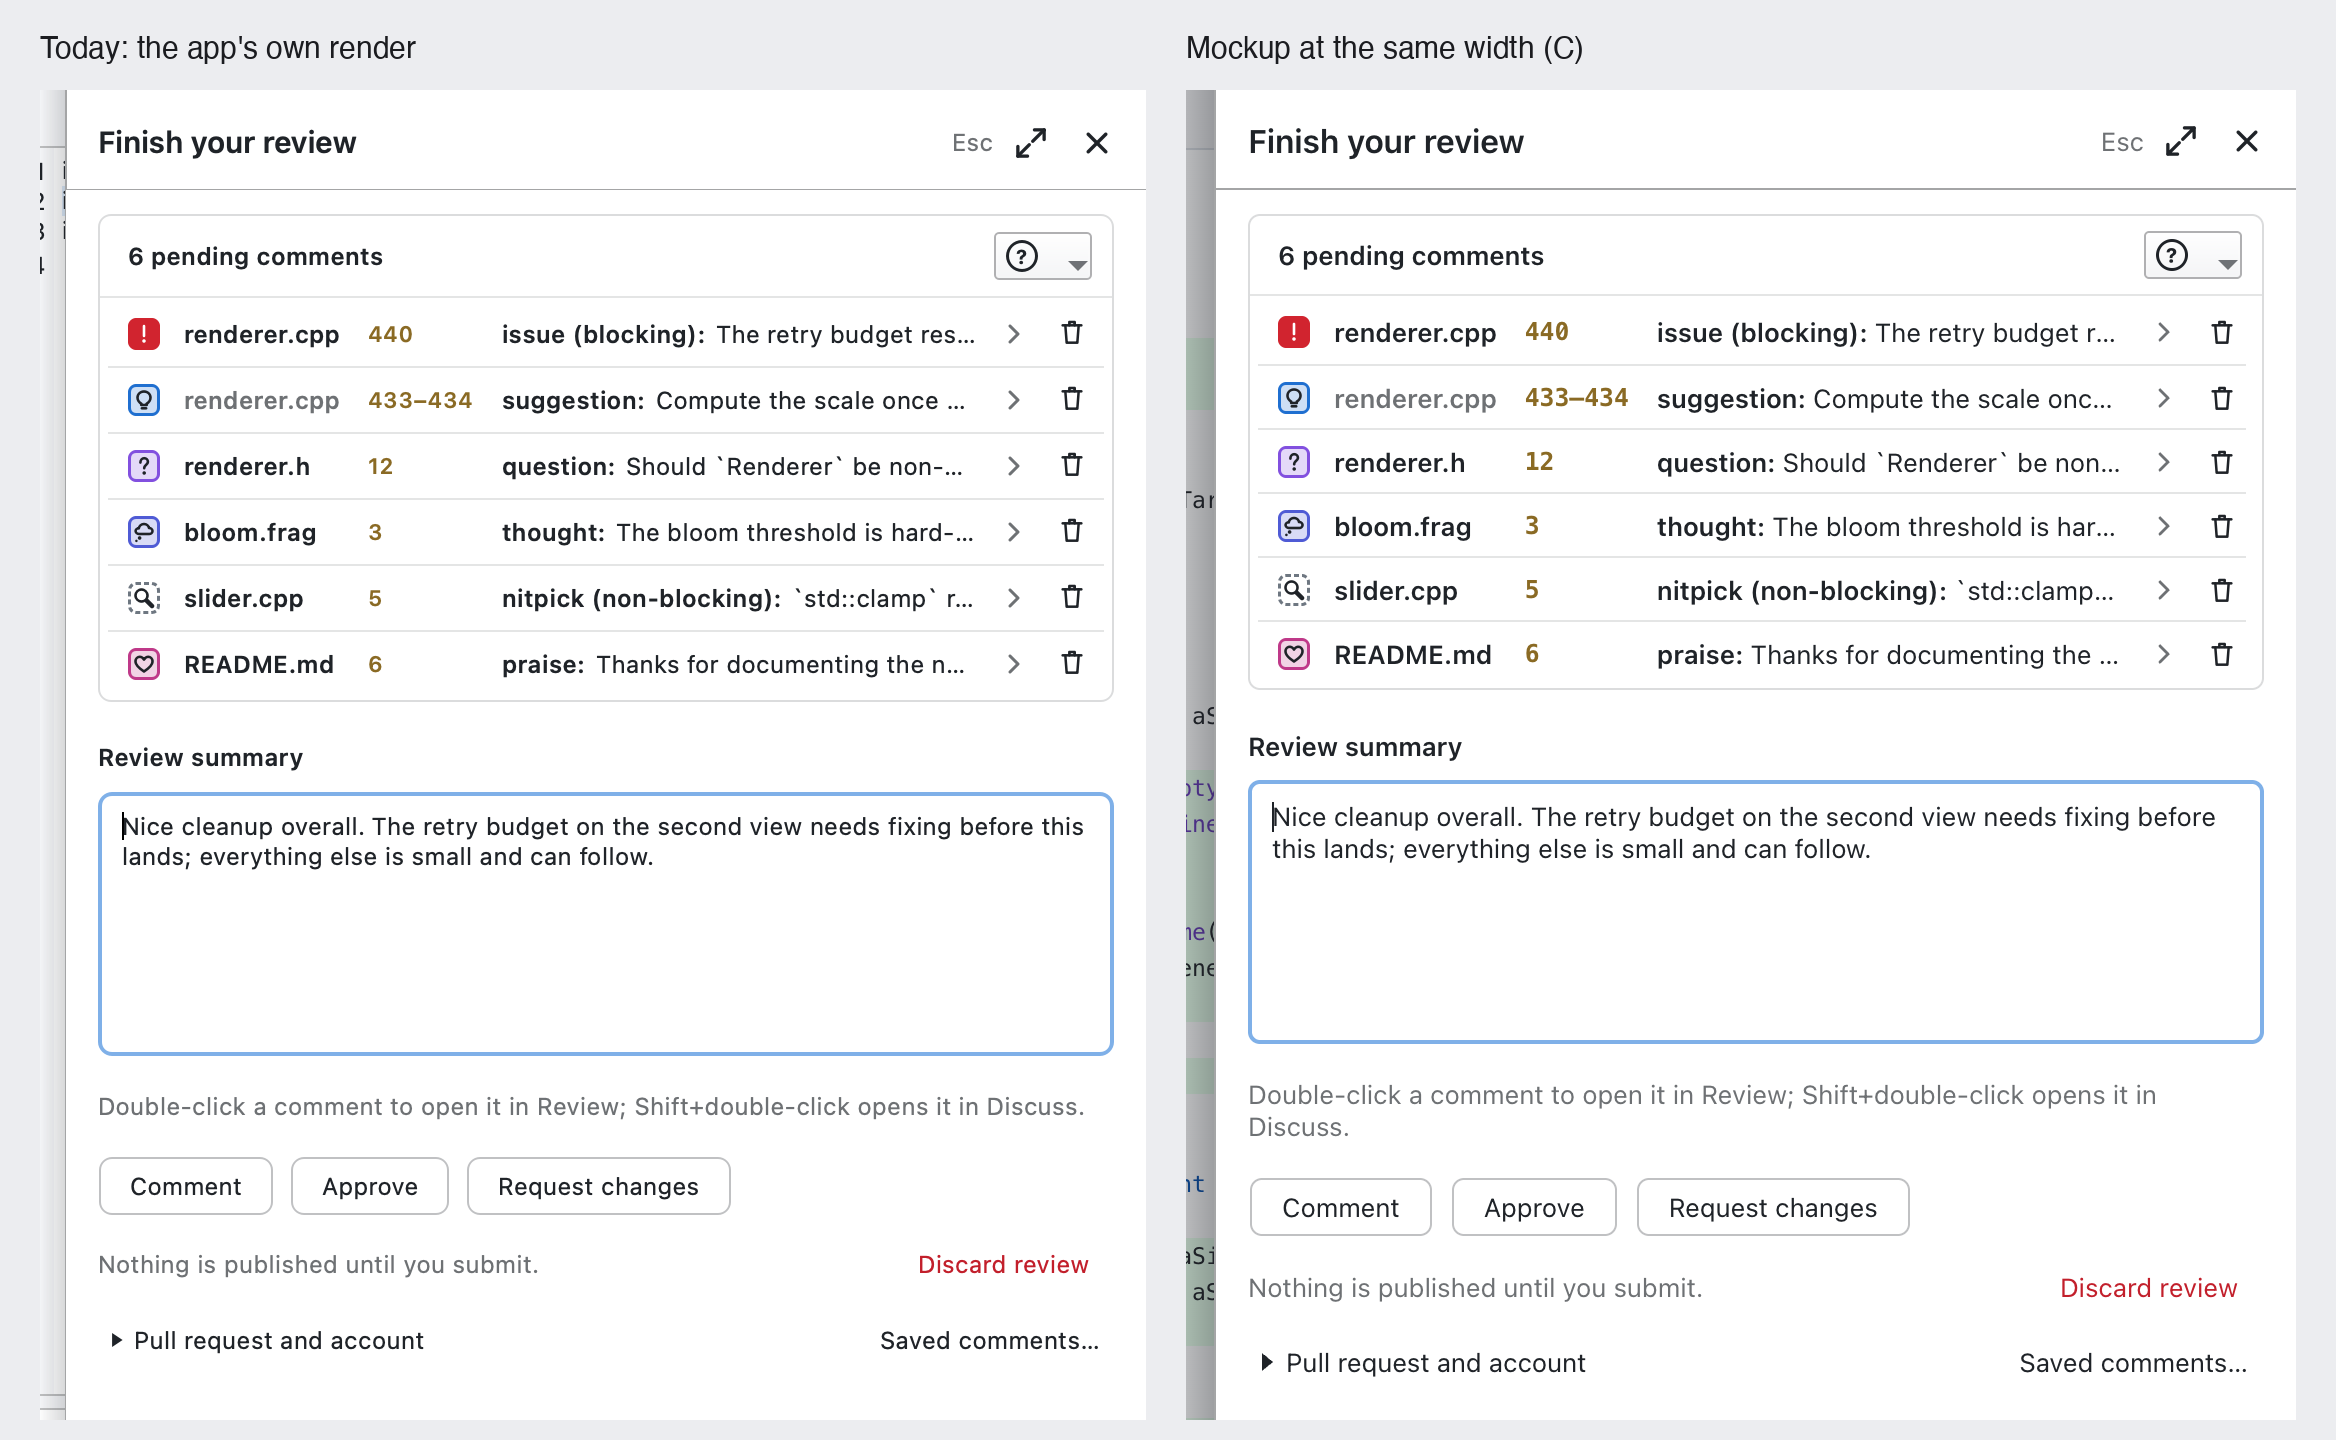 Today: the app's own render
Finish your review
Esc
6 pending comments
renderer.cpp 440 issue (blocking): The retry budget res...
renderer.cpp 433–434 suggestion: Compute the scale once ...
renderer.h 12 question: Should `Renderer` be non-...
bloom.frag 3 thought: The bloom threshold is hard-...
slider.cpp 5 nitpick (non-blocking): `std::clamp` r...
README.md 6 praise: Thanks for documenting the n...
Review summary
Nice cleanup overall. The retry budget on the second view needs fixing before this
lands; everything else is small and can follow.
Double-click a comment to open it in Review; Shift+double-click opens it in Discuss.
Comment
Approve
Request changes
Nothing is published until you submit.
Discard review
Pull request and account
Saved comments...
Mockup at the same width (C)
Finish your review
Esc
6 pending comments
renderer.cpp 440 issue (blocking): The retry budget r...
renderer.cpp 433–434 suggestion: Compute the scale onc...
renderer.h 12 question: Should `Renderer` be non...
bloom.frag 3 thought: The bloom threshold is har...
slider.cpp 5 nitpick (non-blocking): `std::clamp...
README.md 6 praise: Thanks for documenting the ...
Review summary
Nice cleanup overall. The retry budget on the second view needs fixing before
this lands; everything else is small and can follow.
Double-click a comment to open it in Review; Shift+double-click opens it in
Discuss.
Comment
Approve
Request changes
Nothing is published until you submit.
Discard review
Pull request and account
Saved comments...